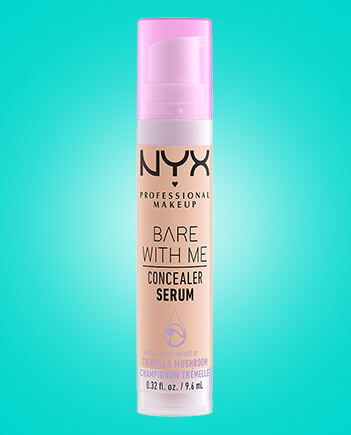 NYX
PROFESSIONAL
MAKEUP
BARE
WITH ME
CONCEALER
SERUM
TREMELLA MUSHROOM
CHAMPIGNON TRÉMELLE
0.32 fl. oz. / 9.6 mL